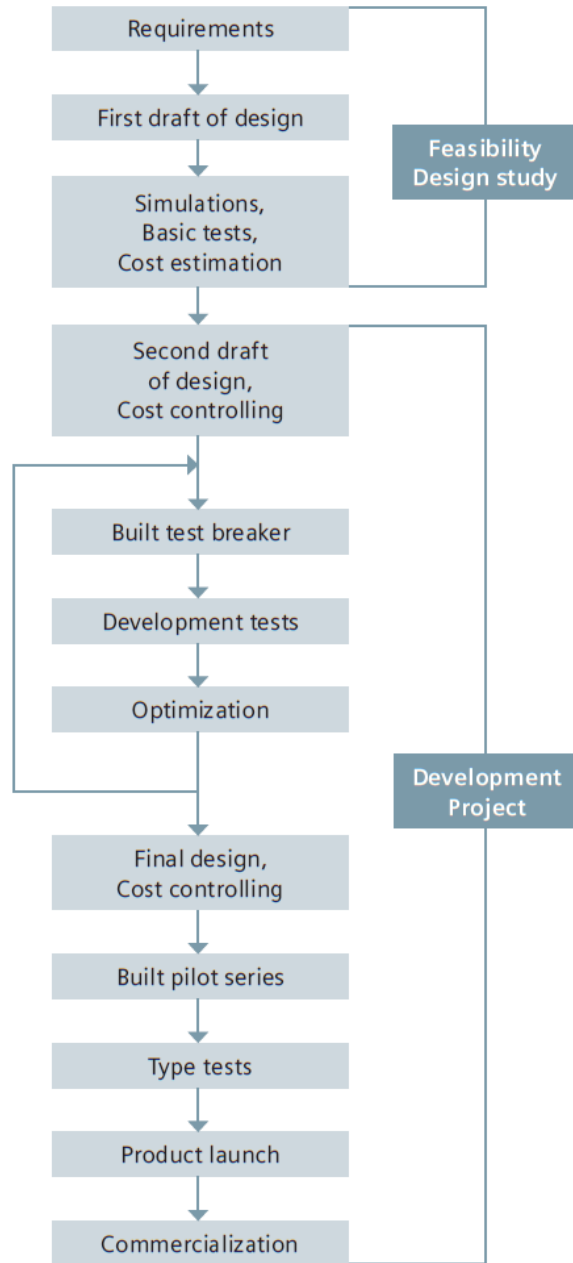 Requirements
First draft of design
Feasibility
Design study
Simulations,
Basic tests,
Cost estimation
Second draft
of design,
Cost controlling
Built test breaker
Development tests
Optimization
Development
Project
Final design,
Cost controlling
Built pilot series
Type tests
Product launch
Commercialization